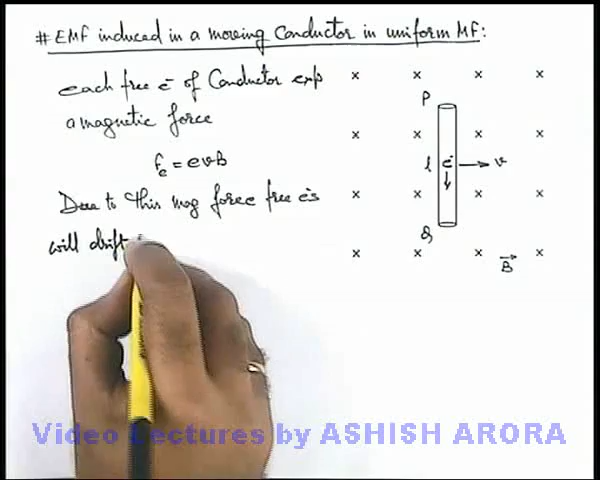 # EMF induced in a moving Conductor in uniform MF:
each free e⁻ of Conductor exp
a magnetic force
Fe = evB
Due to this mag force free e⁻s
will drift
× × × ×
P
× × × ×
l e⁻ → v
× × × ×
Q
× × × ×
B⃗
Video Lectures by ASHISH ARORA